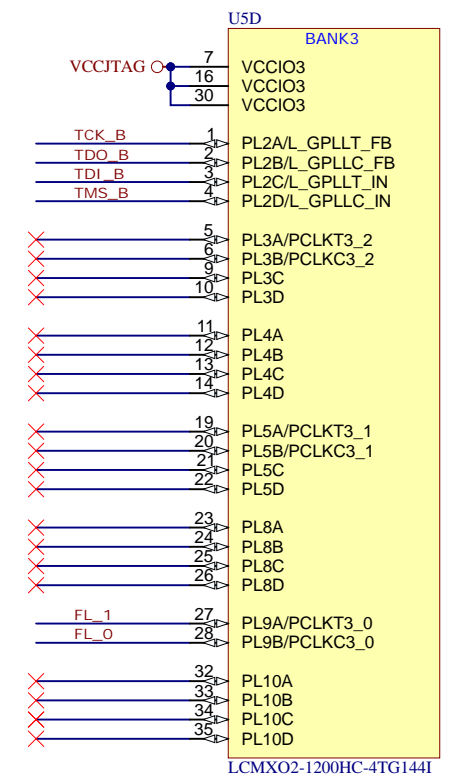 U5D
BANK3
VCCJTAG 7 VCCIO3
16 VCCIO3
30 VCCIO3
TCK_B 1 PL2A/L_GPLLT_FB
TDO_B 2 PL2B/L_GPLLC_FB
TDI_B 3 PL2C/L_GPLLT_IN
TMS_B 4 PL2D/L_GPLLC_IN
5 PL3A/PCLKT3_2
6 PL3B/PCLKC3_2
9 PL3C
10 PL3D
11 PL4A
12 PL4B
13 PL4C
14 PL4D
19 PL5A/PCLKT3_1
20 PL5B/PCLKC3_1
21 PL5C
22 PL5D
23 PL8A
24 PL8B
25 PL8C
26 PL8D
FL_1 27 PL9A/PCLKT3_0
FL_0 28 PL9B/PCLKC3_0
32 PL10A
33 PL10B
34 PL10C
35 PL10D
LCMXO2-1200HC-4TG144I